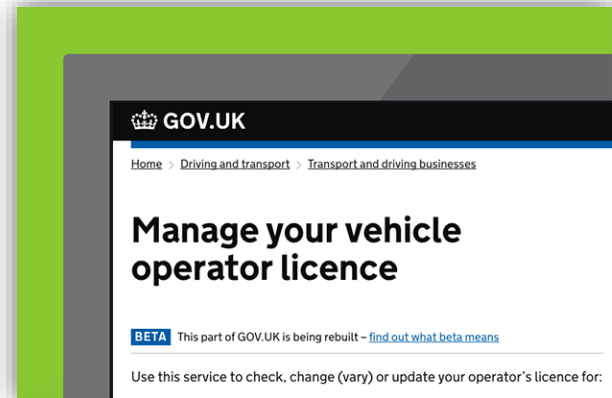 GOV.UK
Home > Driving and transport > Transport and driving businesses
Manage your vehicle
operator licence
BETA This part of GOV.UK is being rebuilt – find out what beta means
Use this service to check, change (vary) or update your operator's licence for: